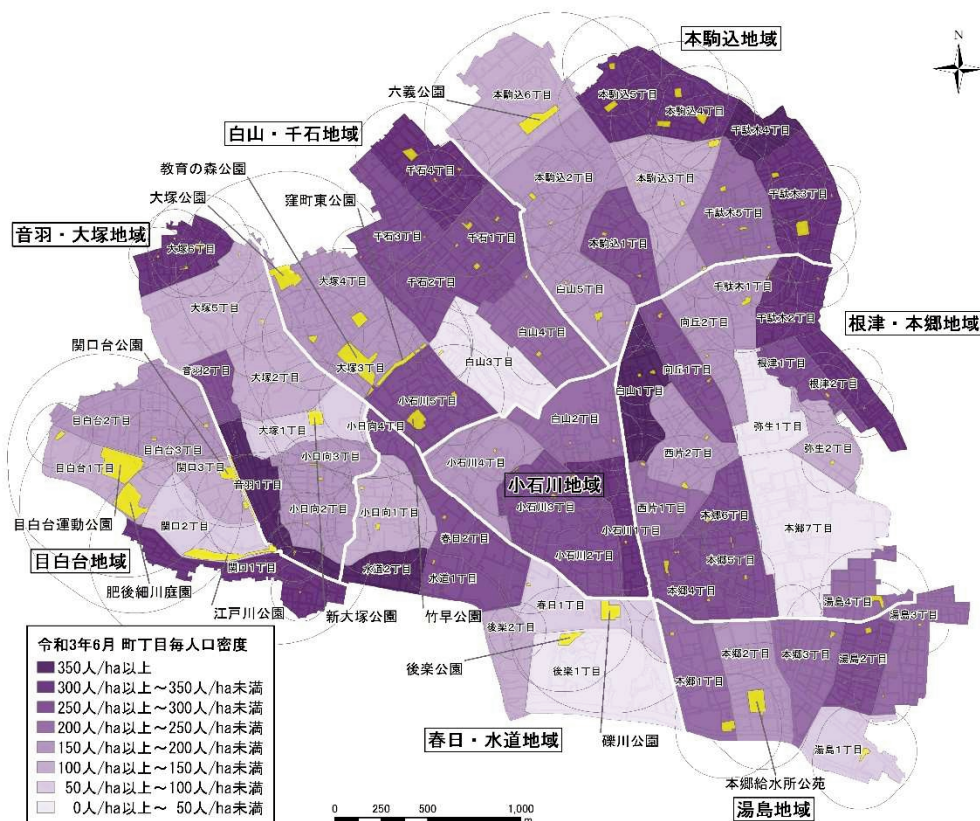 本駒込地域
N
六義公園
本駒込6丁目
本駒込5丁目
本駒込4丁目
千駄木4丁目
白山・千石地域
教育の森公園
大塚公園
窪町東公園
千石4丁目
本駒込2丁目
本駒込3丁目
千駄木3丁目
千駄木5丁目
音羽・大塚地域
大塚6丁目
千石3丁目
千石1丁目
本駒込1丁目
大塚4丁目
千石2丁目
大塚5丁目
白山5丁目
千駄木1丁目
千駄木2丁目
向丘2丁目
根津・本郷地域
関口台公園
白山4丁目
大塚3丁目
白山3丁目
根津1丁目
根津2丁目
音羽2丁目
大塚2丁目
向丘1丁目
白山1丁目
小石川5丁目
目白台2丁目
大塚1丁目
小日向4丁目
白山2丁目
弥生1丁目
弥生2丁目
目白台3丁目
西片2丁目
目白台1丁目
関口3丁目
小日向3丁目
小石川4丁目
音羽1丁目
小石川地域
小石川3丁目
西片1丁目
本郷6丁目
本郷7丁目
目白台運動公園
関口2丁目
小日向2丁目
小日向1丁目
小石川1丁目
春日2丁目
小石川2丁目
本郷5丁目
目白台地域
関口1丁目
水道2丁目
水道1丁目
本郷4丁目
肥後細川庭園
江戸川公園
新大塚公園
竹早公園
春日1丁目
湯島4丁目
湯島3丁目
後楽2丁目
後楽公園
後楽1丁目
本郷1丁目
本郷2丁目
本郷3丁目
湯島2丁目
春日・水道地域
礫川公園
本郷給水所公苑
湯島1丁目
湯島地域
令和3年6月 町丁目毎人口密度
350人/ha以上
300人/ha以上~350人/ha未満
250人/ha以上~300人/ha未満
200人/ha以上~250人/ha未満
150人/ha以上~200人/ha未満
100人/ha以上~150人/ha未満
50人/ha以上~100人/ha未満
0人/ha以上~ 50人/ha未満
0 250 500 1,000
m